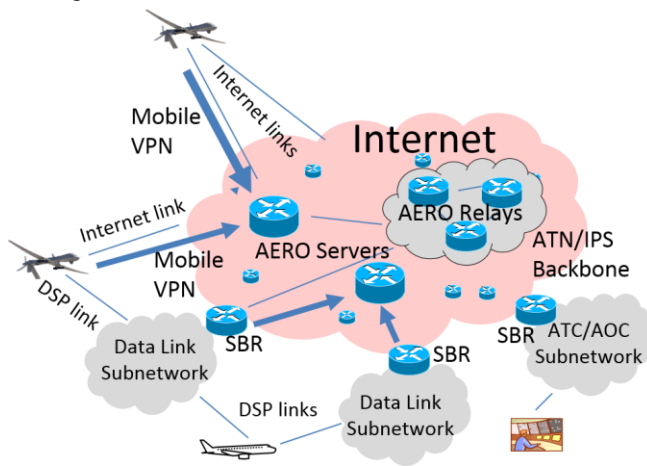 Internet links
Mobile
VPN
Internet
AERO Relays
Internet link
AERO Servers
ATN/IPS
Backbone
Mobile
VPN
DSP link
SBR
SBR
SBR
ATC/AOC
Subnetwork
Data Link
Subnetwork
DSP links
Data Link
Subnetwork